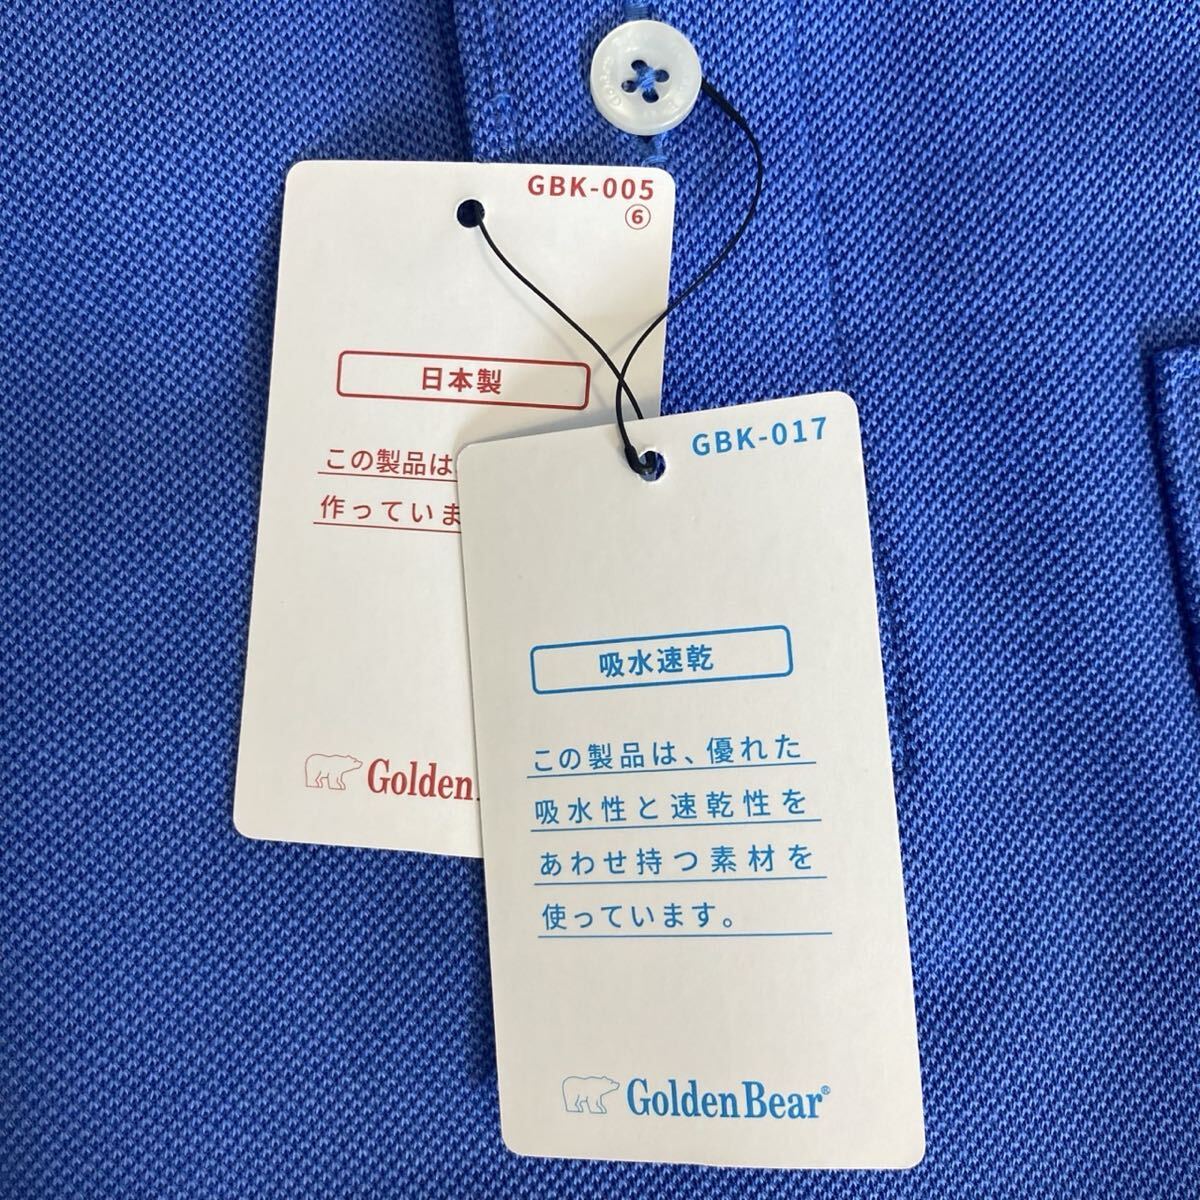 GBK-005
⑥
日本製
この製品は
作っていま
Golden
GBK-017
吸水速乾
この製品は、優れた
吸水性と速乾性を
あわせ持つ素材を
使っています。
GoldenBear®